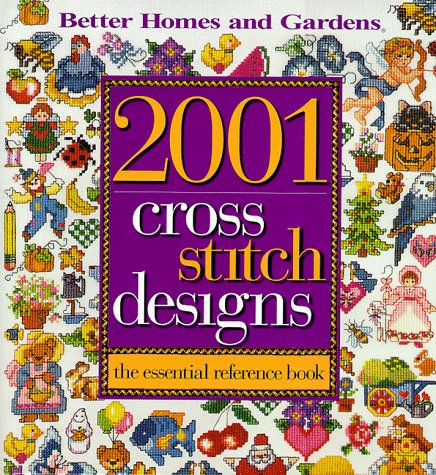 Better Homes and Gardens®
2001
cross
stitch
designs
the essential reference book